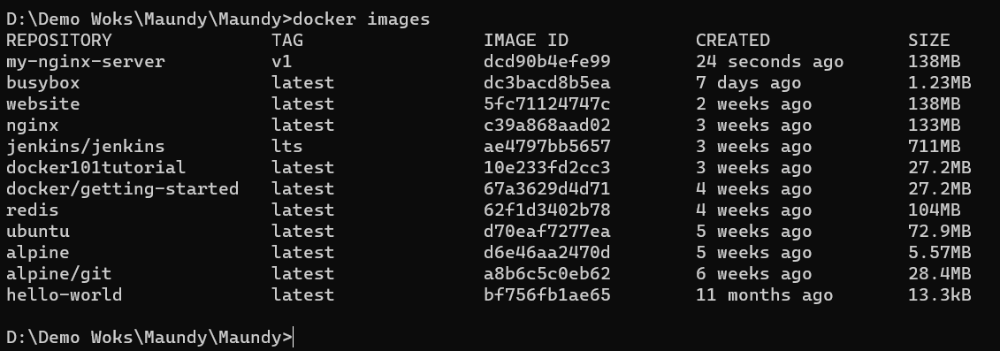 D:\Demo Woks\Maundy\Maundy>docker images
REPOSITORY TAG IMAGE ID CREATED SIZE
my-nginx-server v1 dcd90b4efe99 24 seconds ago 138MB
busybox latest dc3bacd8b5ea 7 days ago 1.23MB
website latest 5fc71124747c 2 weeks ago 138MB
nginx latest c39a868aad02 3 weeks ago 133MB
jenkins/jenkins lts ae4797bb5657 3 weeks ago 711MB
docker101tutorial latest 10e233fd2cc3 3 weeks ago 27.2MB
docker/getting-started latest 67a3629d4d71 4 weeks ago 27.2MB
redis latest 62f1d3402b78 4 weeks ago 104MB
ubuntu latest d70eaf7277ea 5 weeks ago 72.9MB
alpine latest d6e46aa2470d 5 weeks ago 5.57MB
alpine/git latest a8b6c5c0eb62 6 weeks ago 28.4MB
hello-world latest bf756fb1ae65 11 months ago 13.3kB
D:\Demo Woks\Maundy\Maundy>